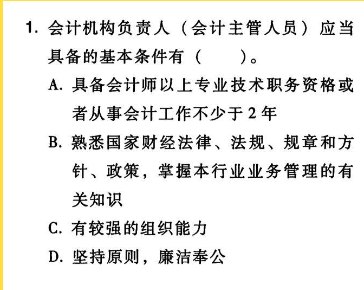 1. 会计机构负责人（会计主管人员）应当
具备的基本条件有（　　）。
A. 具备会计师以上专业技术职务资格或
者从事会计工作不少于 2 年
B. 熟悉国家财经法律、法规、规章和方
针、政策，掌握本行业业务管理的有
关知识
C. 有较强的组织能力
D. 坚持原则，廉洁奉公